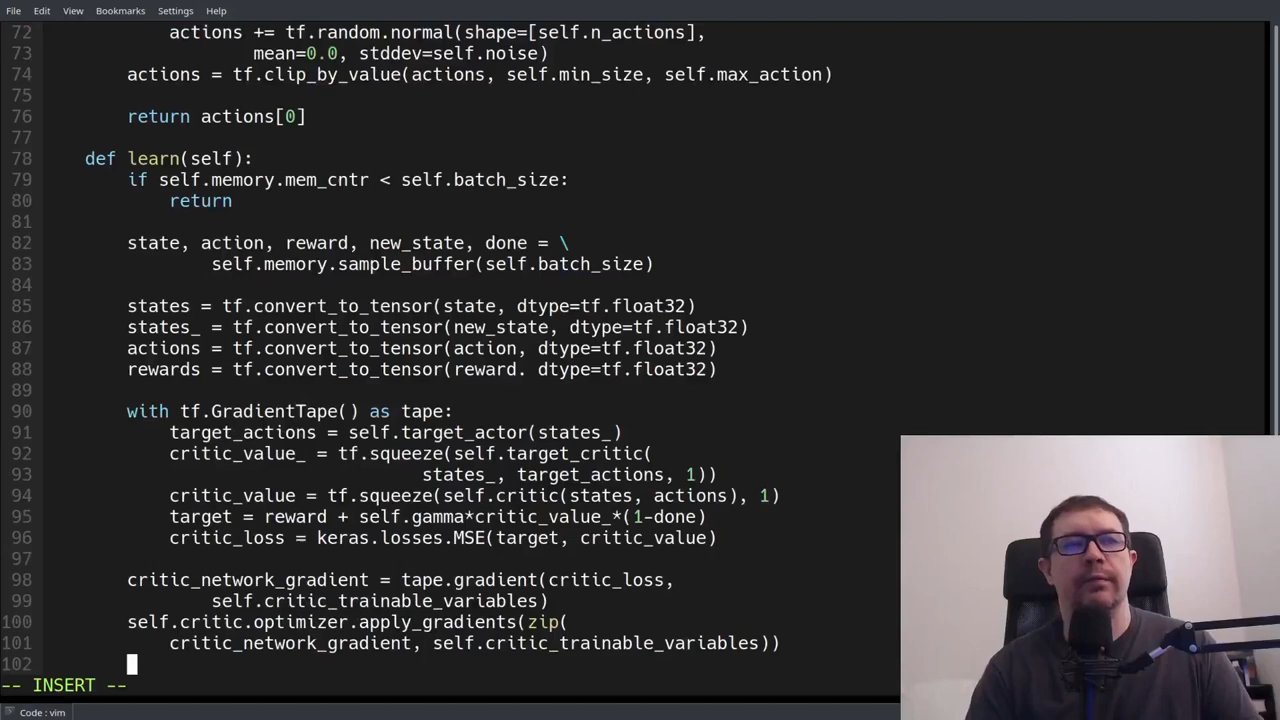 File Edit View Bookmarks Settings Help
72 actions += tf.random.normal(shape=[self.n_actions],
73 mean=0.0, stddev=self.noise)
74 actions = tf.clip_by_value(actions, self.min_size, self.max_action)
75
76 return actions[0]
77
78 def learn(self):
79 if self.memory.mem_cntr < self.batch_size:
80 return
81
82 state, action, reward, new_state, done = \
83 self.memory.sample_buffer(self.batch_size)
84
85 states = tf.convert_to_tensor(state, dtype=tf.float32)
86 states_ = tf.convert_to_tensor(new_state, dtype=tf.float32)
87 actions = tf.convert_to_tensor(action, dtype=tf.float32)
88 rewards = tf.convert_to_tensor(reward. dtype=tf.float32)
89
90 with tf.GradientTape() as tape:
91 target_actions = self.target_actor(states_)
92 critic_value_ = tf.squeeze(self.target_critic(
93 states_, target_actions, 1))
94 critic_value = tf.squeeze(self.critic(states, actions), 1)
95 target = reward + self.gamma*critic_value_*(1-done)
96 critic_loss = keras.losses.MSE(target, critic_value)
97
98 critic_network_gradient = tape.gradient(critic_loss,
99 self.critic_trainable_variables)
100 self.critic.optimizer.apply_gradients(zip(
101 critic_network_gradient, self.critic_trainable_variables))
102
-- INSERT --
Code : vim